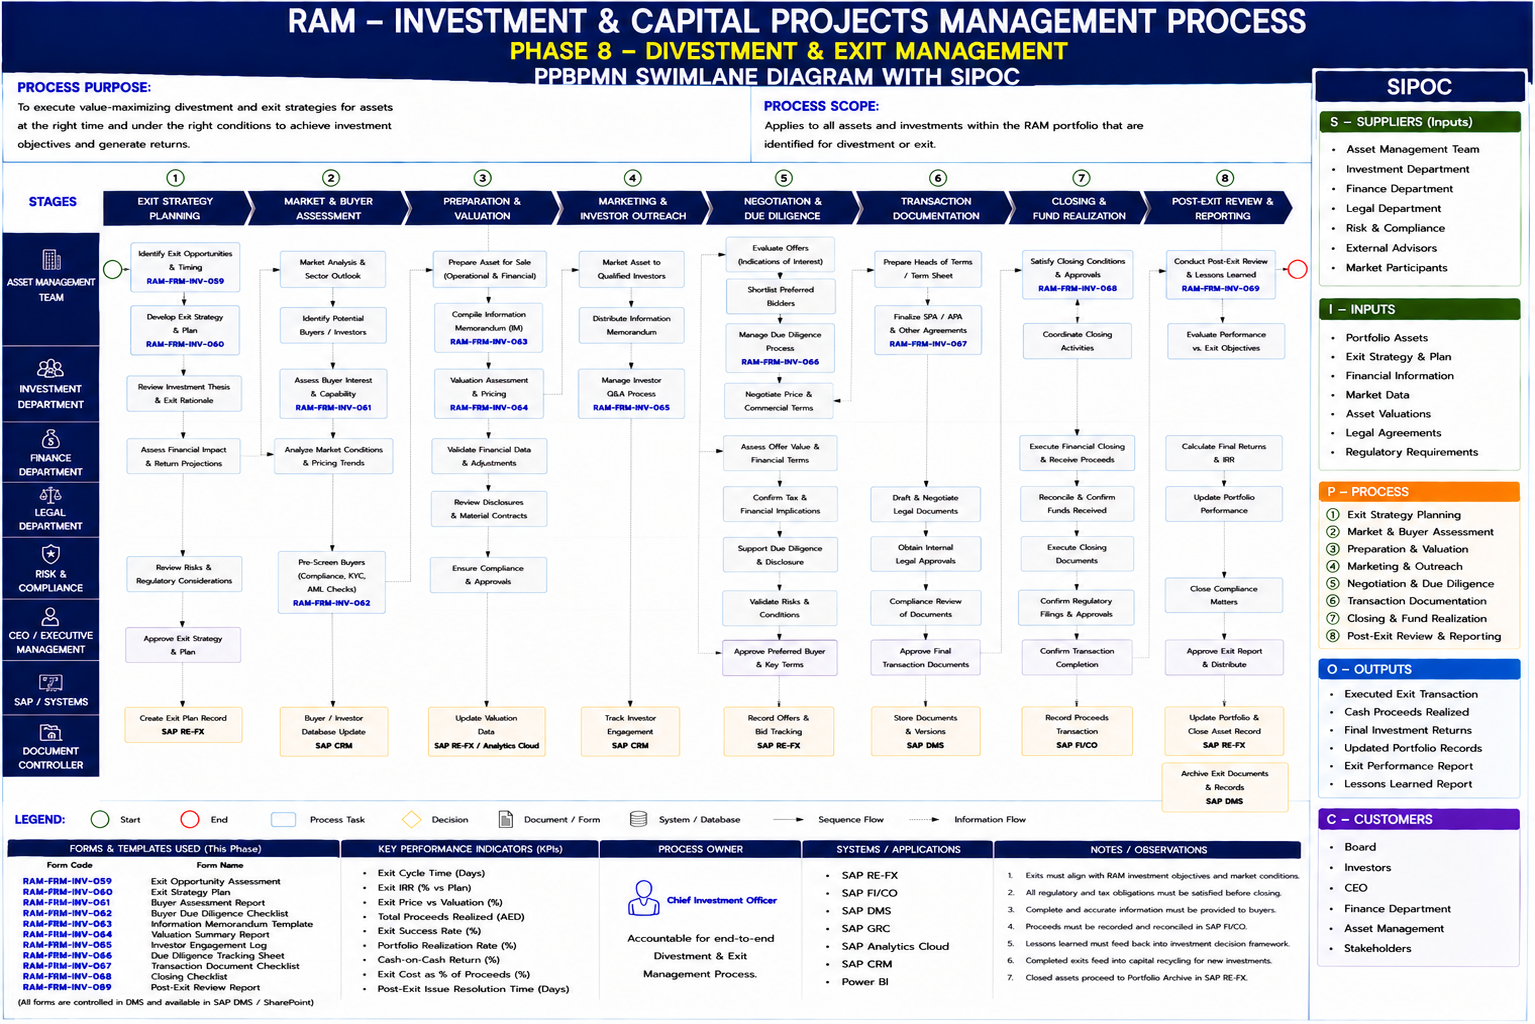 RAM – INVESTMENT & CAPITAL PROJECTS MANAGEMENT PROCESS
PHASE 8 – DIVESTMENT & EXIT MANAGEMENT
PPBPMN SWIMLANE DIAGRAM WITH SIPOC
PROCESS PURPOSE:
To execute value-maximizing divestment and exit strategies for assets
at the right time and under the right conditions to achieve investment
objectives and generate returns.
PROCESS SCOPE:
Applies to all assets and investments within the RAM portfolio that are
identified for divestment or exit.
STAGES
1
EXIT STRATEGY
PLANNING
2
MARKET & BUYER
ASSESSMENT
3
PREPARATION &
VALUATION
4
MARKETING &
INVESTOR OUTREACH
5
NEGOTIATION &
DUE DILIGENCE
6
TRANSACTION
DOCUMENTATION
7
CLOSING &
FUND REALIZATION
8
POST-EXIT REVIEW &
REPORTING
ASSET MANAGEMENT
TEAM
INVESTMENT
DEPARTMENT
FINANCE
DEPARTMENT
LEGAL
DEPARTMENT
RISK &
COMPLIANCE
CEO / EXECUTIVE
MANAGEMENT
SAP / SYSTEMS
DOCUMENT
CONTROLLER
Identify Exit Opportunities
& Timing
RAM-FRM-INV-059
Develop Exit Strategy
& Plan
RAM-FRM-INV-060
Review Investment Thesis
& Exit Rationale
Assess Financial Impact
& Return Projections
Review Risks &
Regulatory Considerations
Approve Exit Strategy
& Plan
Create Exit Plan Record
SAP RE-FX
Market Analysis &
Sector Outlook
Identify Potential
Buyers / Investors
Assess Buyer Interest
& Capability
RAM-FRM-INV-061
Analyze Market Conditions
& Pricing Trends
Pre-Screen Buyers
(Compliance, KYC,
AML Checks)
RAM-FRM-INV-062
Buyer / Investor
Database Update
SAP CRM
Prepare Asset for Sale
(Operational & Financial)
Compile Information
Memorandum (IM)
RAM-FRM-INV-063
Valuation Assessment
& Pricing
RAM-FRM-INV-064
Validate Financial Data
& Adjustments
Review Disclosures
& Material Contracts
Ensure Compliance
& Approvals
Update Valuation
Data
SAP RE-FX / Analytics Cloud
Market Asset to
Qualified Investors
Distribute Information
Memorandum
Manage Investor
Q&A Process
RAM-FRM-INV-065
Track Investor
Engagement
SAP CRM
Evaluate Offers
(Indications of Interest)
Shortlist Preferred
Bidders
Manage Due Diligence
Process
RAM-FRM-INV-066
Negotiate Price &
Commercial Terms
Assess Offer Value &
Financial Terms
Confirm Tax &
Financial Implications
Support Due Diligence
& Disclosure
Validate Risks &
Conditions
Approve Preferred Buyer
& Key Terms
Record Offers &
Bid Tracking
SAP RE-FX
Prepare Heads of Terms
/ Term Sheet
Finalize SPA / APA
& Other Agreements
RAM-FRM-INV-067
Draft & Negotiate
Legal Documents
Obtain Internal
Legal Approvals
Compliance Review
of Documents
Approve Final
Transaction Documents
Store Documents
& Versions
SAP DMS
Satisfy Closing Conditions
& Approvals
RAM-FRM-INV-068
Coordinate Closing
Activities
Execute Financial Closing
& Receive Proceeds
Reconcile & Confirm
Funds Received
Execute Closing
Documents
Confirm Regulatory
Filings & Approvals
Confirm Transaction
Completion
Record Proceeds
Transaction
SAP FI/CO
Conduct Post-Exit Review
& Lessons Learned
RAM-FRM-INV-069
Evaluate Performance
vs. Exit Objectives
Calculate Final Returns
& IRR
Update Portfolio
Performance
Close Compliance
Matters
Approve Exit Report
& Distribute
Update Portfolio &
Close Asset Record
SAP RE-FX
Archive Exit Documents
& Records
SAP DMS
LEGEND:
Start
End
Process Task
Decision
Document / Form
System / Database
Sequence Flow
Information Flow
FORMS & TEMPLATES USED (This Phase)
Form Code Form Name
RAM-FRM-INV-059 Exit Opportunity Assessment
RAM-FRM-INV-060 Exit Strategy Plan
RAM-FRM-INV-061 Buyer Assessment Report
RAM-FRM-INV-062 Buyer Due Diligence Checklist
RAM-FRM-INV-063 Information Memorandum Template
RAM-FRM-INV-064 Valuation Summary Report
RAM-FRM-INV-065 Investor Engagement Log
RAM-FRM-INV-066 Due Dlligence Tracking Sheet
RAM-FRM-INV-067 Transaction Document Checklist
RAM-FRM-INV-068 Closing Checklist
RAM-FRM-INV-069 Post-Exit Review Report
(All forms are controlled in DMS and available in SAP DMS / SharePoint)
KEY PERFORMANCE INDICATORS (KPIs)
• Exit Cycle Time (Days)
• Exit IRR (% vs Plan)
• Exit Price vs Valuation (%)
• Total Proceeds Realized (AED)
• Exit Success Rate (%)
• Portfolio Realization Rate (%)
• Cash-on-Cash Return (%)
• Exit Cost as % of Proceeds (%)
• Post-Exit Issue Resolution Time (Days)
PROCESS OWNER
Chief Investment Officer
Accountable for end-to-end
Divestment & Exit
Management Process.
SYSTEMS / APPLICATIONS
• SAP RE-FX
• SAP FI/CO
• SAP DMS
• SAP GRC
• SAP Analytics Cloud
• SAP CRM
• Power BI
NOTES / OBSERVATIONS
1. Exits must align with RAM investment objectives and market conditions.
2. All regulatory and tax obligations must be satisfied before closing.
3. Complete and accurate information must be provided to buyers.
4. Proceeds must be recorded and reconciled in SAP FI/CO.
5. Lessons learned must feed back into investment decision framework.
6. Completed exits feed into capital recycling for new investments.
7. Closed assets proceed to Portfolio Archive in SAP RE-FX.
SIPOC
S – SUPPLIERS (Inputs)
• Asset Management Team
• Investment Department
• Finance Department
• Legal Department
• Risk & Compliance
• External Advisors
• Market Participants
I – INPUTS
• Portfolio Assets
• Exit Strategy & Plan
• Financial Information
• Market Data
• Asset Valuations
• Legal Agreements
• Regulatory Requirements
P – PROCESS
1 Exit Strategy Planning
2 Market & Buyer Assessment
3 Preparation & Valuation
4 Marketing & Outreach
5 Negotiation & Due Diligence
6 Transaction Documentation
7 Closing & Fund Realization
8 Post-Exit Review & Reporting
O – OUTPUTS
• Executed Exit Transaction
• Cash Proceeds Realized
• Final Investment Returns
• Updated Portfolio Records
• Exit Performance Report
• Lessons Learned Report
C – CUSTOMERS
• Board
• Investors
• CEO
• Finance Department
• Asset Management
• Stakeholders